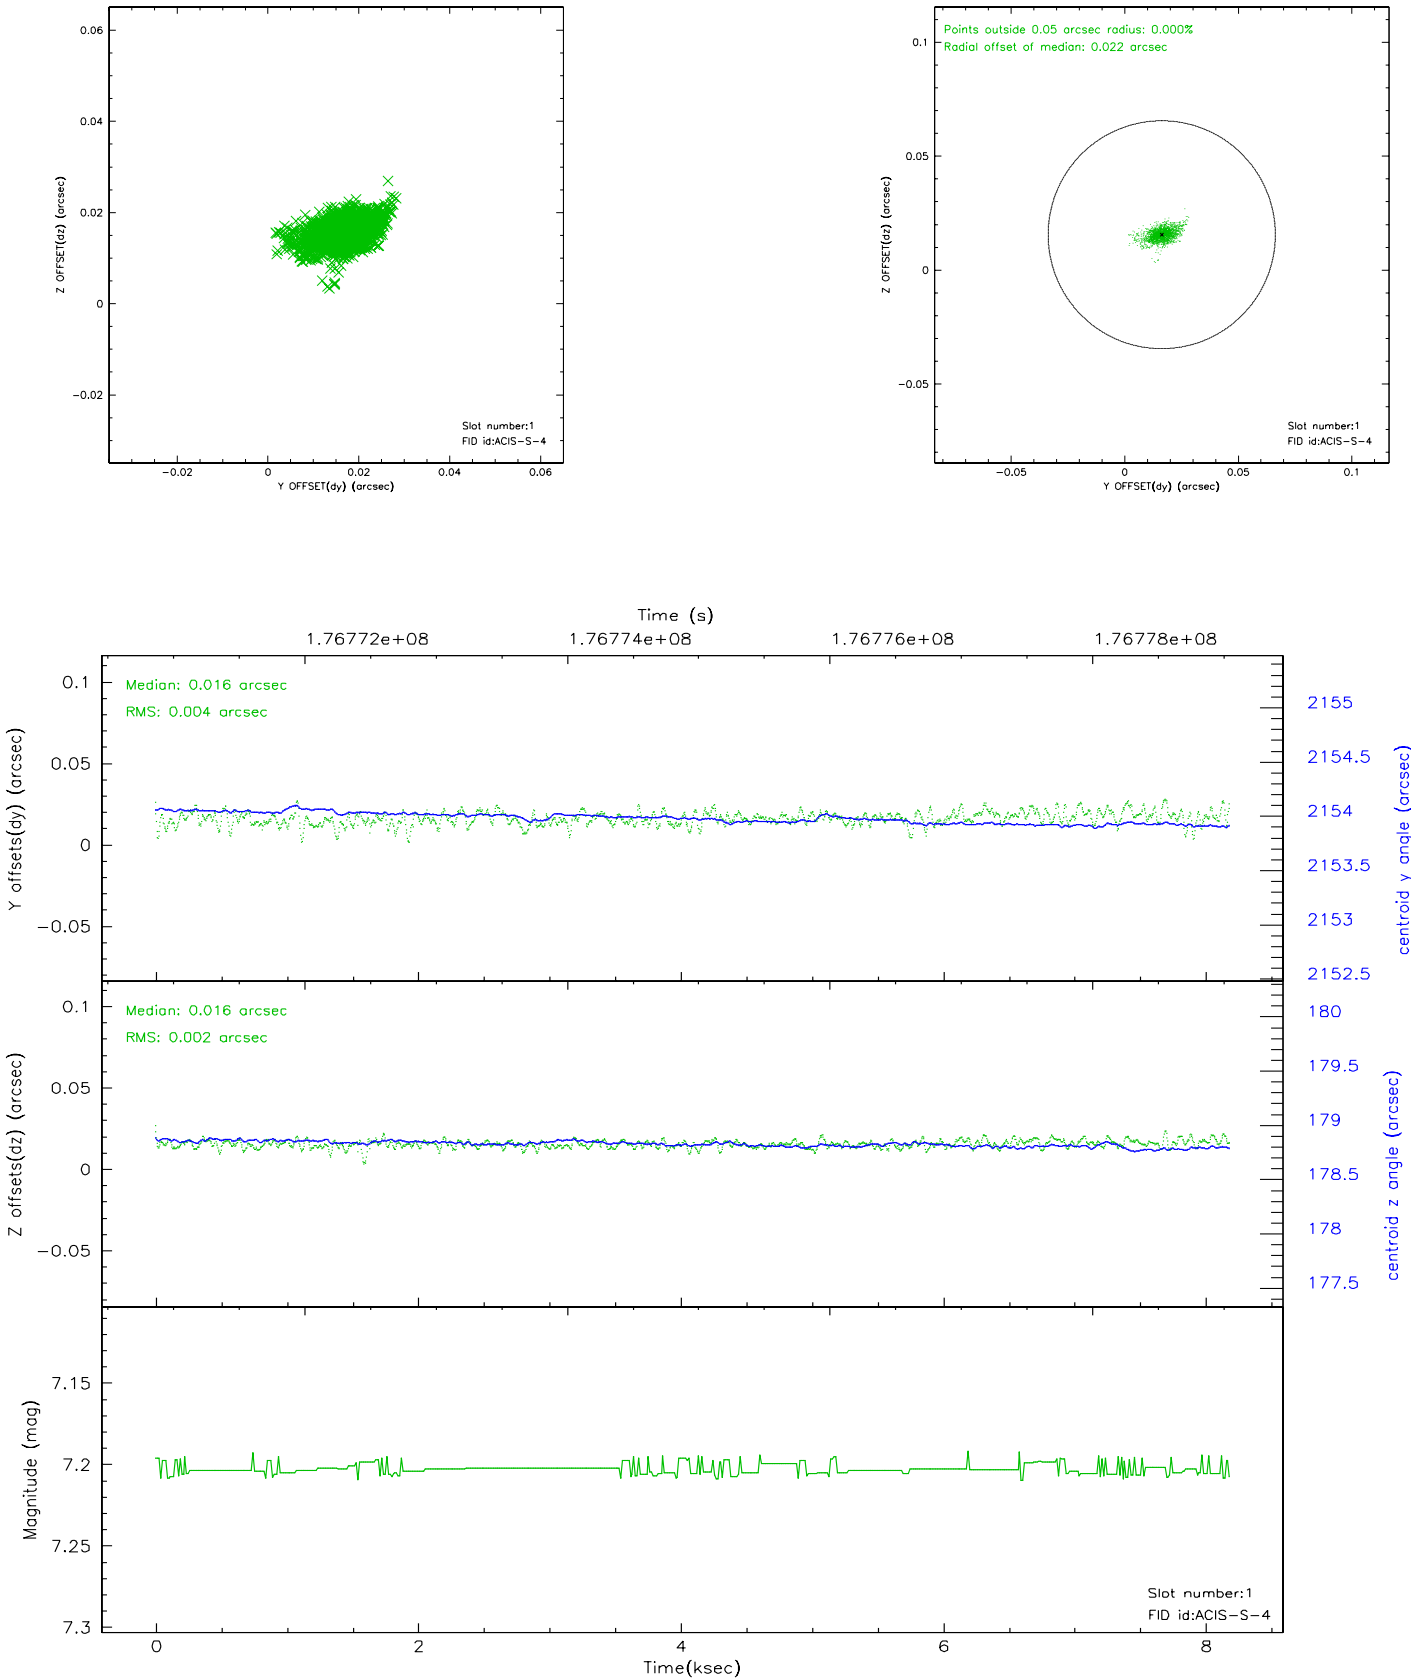 0.06
0.04
0.02
0
−0.02
Z OFFSET(dz) (arcsec)
Slot number:1
FID id:ACIS−S−4
−0.02 0 0.02 0.04 0.06
Y OFFSET(dy) (arcsec)
Points outside 0.05 arcsec radius: 0.000%
Radial offset of median: 0.022 arcsec
0.1
0.05
0
−0.05
Z OFFSET(dz) (arcsec)
Slot number:1
FID id:ACIS−S−4
−0.05 0 0.05 0.1
Y OFFSET(dy) (arcsec)
Time (s)
1.76772e+08 1.76774e+08 1.76776e+08 1.76778e+08
Median: 0.016 arcsec
RMS: 0.004 arcsec
0.1
0.05
0
−0.05
Y offsets(dy) (arcsec)
2155
2154.5
2154
2153.5
2153
2152.5
centroid y angle (arcsec)
Median: 0.016 arcsec
RMS: 0.002 arcsec
0.1
0.05
0
−0.05
Z offsets(dz) (arcsec)
180
179.5
179
178.5
178
177.5
centroid z angle (arcsec)
7.15
7.2
7.25
7.3
Magnitude (mag)
Slot number:1
FID id:ACIS−S−4
0 2 4 6 8
Time(ksec)